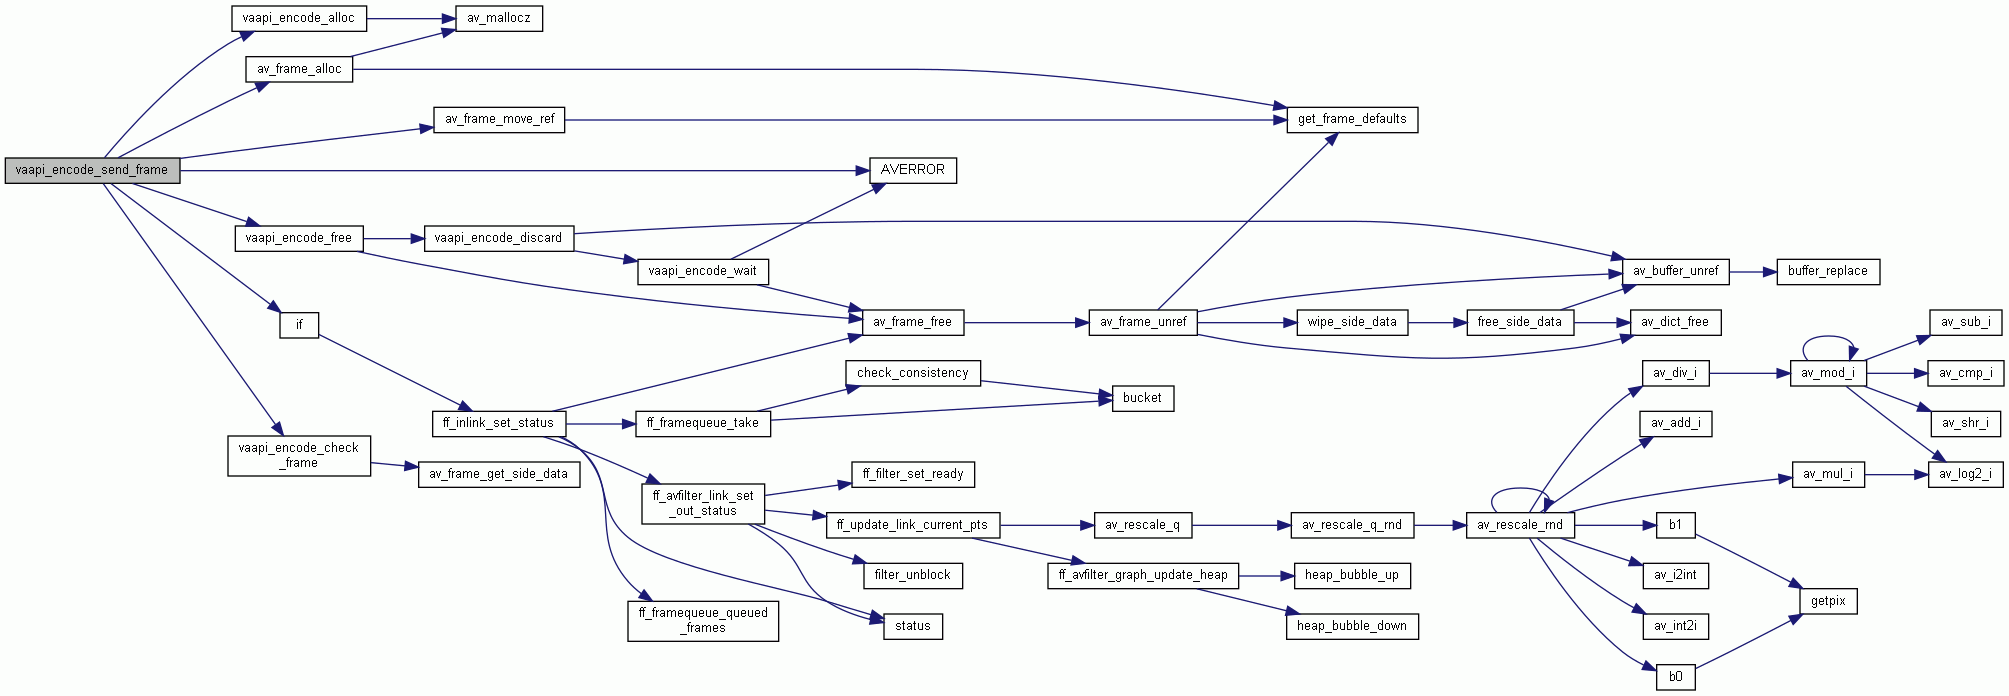 vaapi_encode_alloc
av_mallocz
av_frame_alloc
av_frame_move_ref
get_frame_defaults
vaapi_encode_send_frame
AVERROR
vaapi_encode_free
vaapi_encode_discard
vaapi_encode_wait
av_buffer_unref
buffer_replace
if
av_frame_free
av_frame_unref
wipe_side_data
free_side_data
av_dict_free
av_sub_i
check_consistency
av_div_i
av_mod_i
av_cmp_i
bucket
ff_inlink_set_status
ff_framequeue_take
av_add_i
av_shr_i
vaapi_encode_check
_frame
av_frame_get_side_data
ff_filter_set_ready
av_mul_i
av_log2_i
ff_avfilter_link_set
_out_status
ff_update_link_current_pts
av_rescale_q
av_rescale_q_rnd
av_rescale_rnd
b1
filter_unblock
ff_avfilter_graph_update_heap
heap_bubble_up
av_i2int
getpix
ff_framequeue_queued
_frames
status
heap_bubble_down
av_int2i
b0